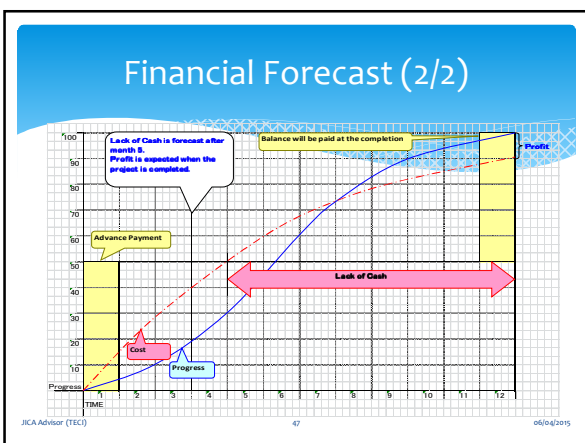 Financial Forecast (2/2)
100
90
80
70
60
50
40
30
20
10
Progress
Lack of Cash is forecast after
month 5.
Profit is expected when the
project is completed.
Balance will be paid at the completion
Profit
Advance Payment
Lack of Cash
Cost
Progress
1 2 3 4 5 6 7 8 9 10 11 12
TIME
JICA Advisor (TECI) 47 06/04/2015